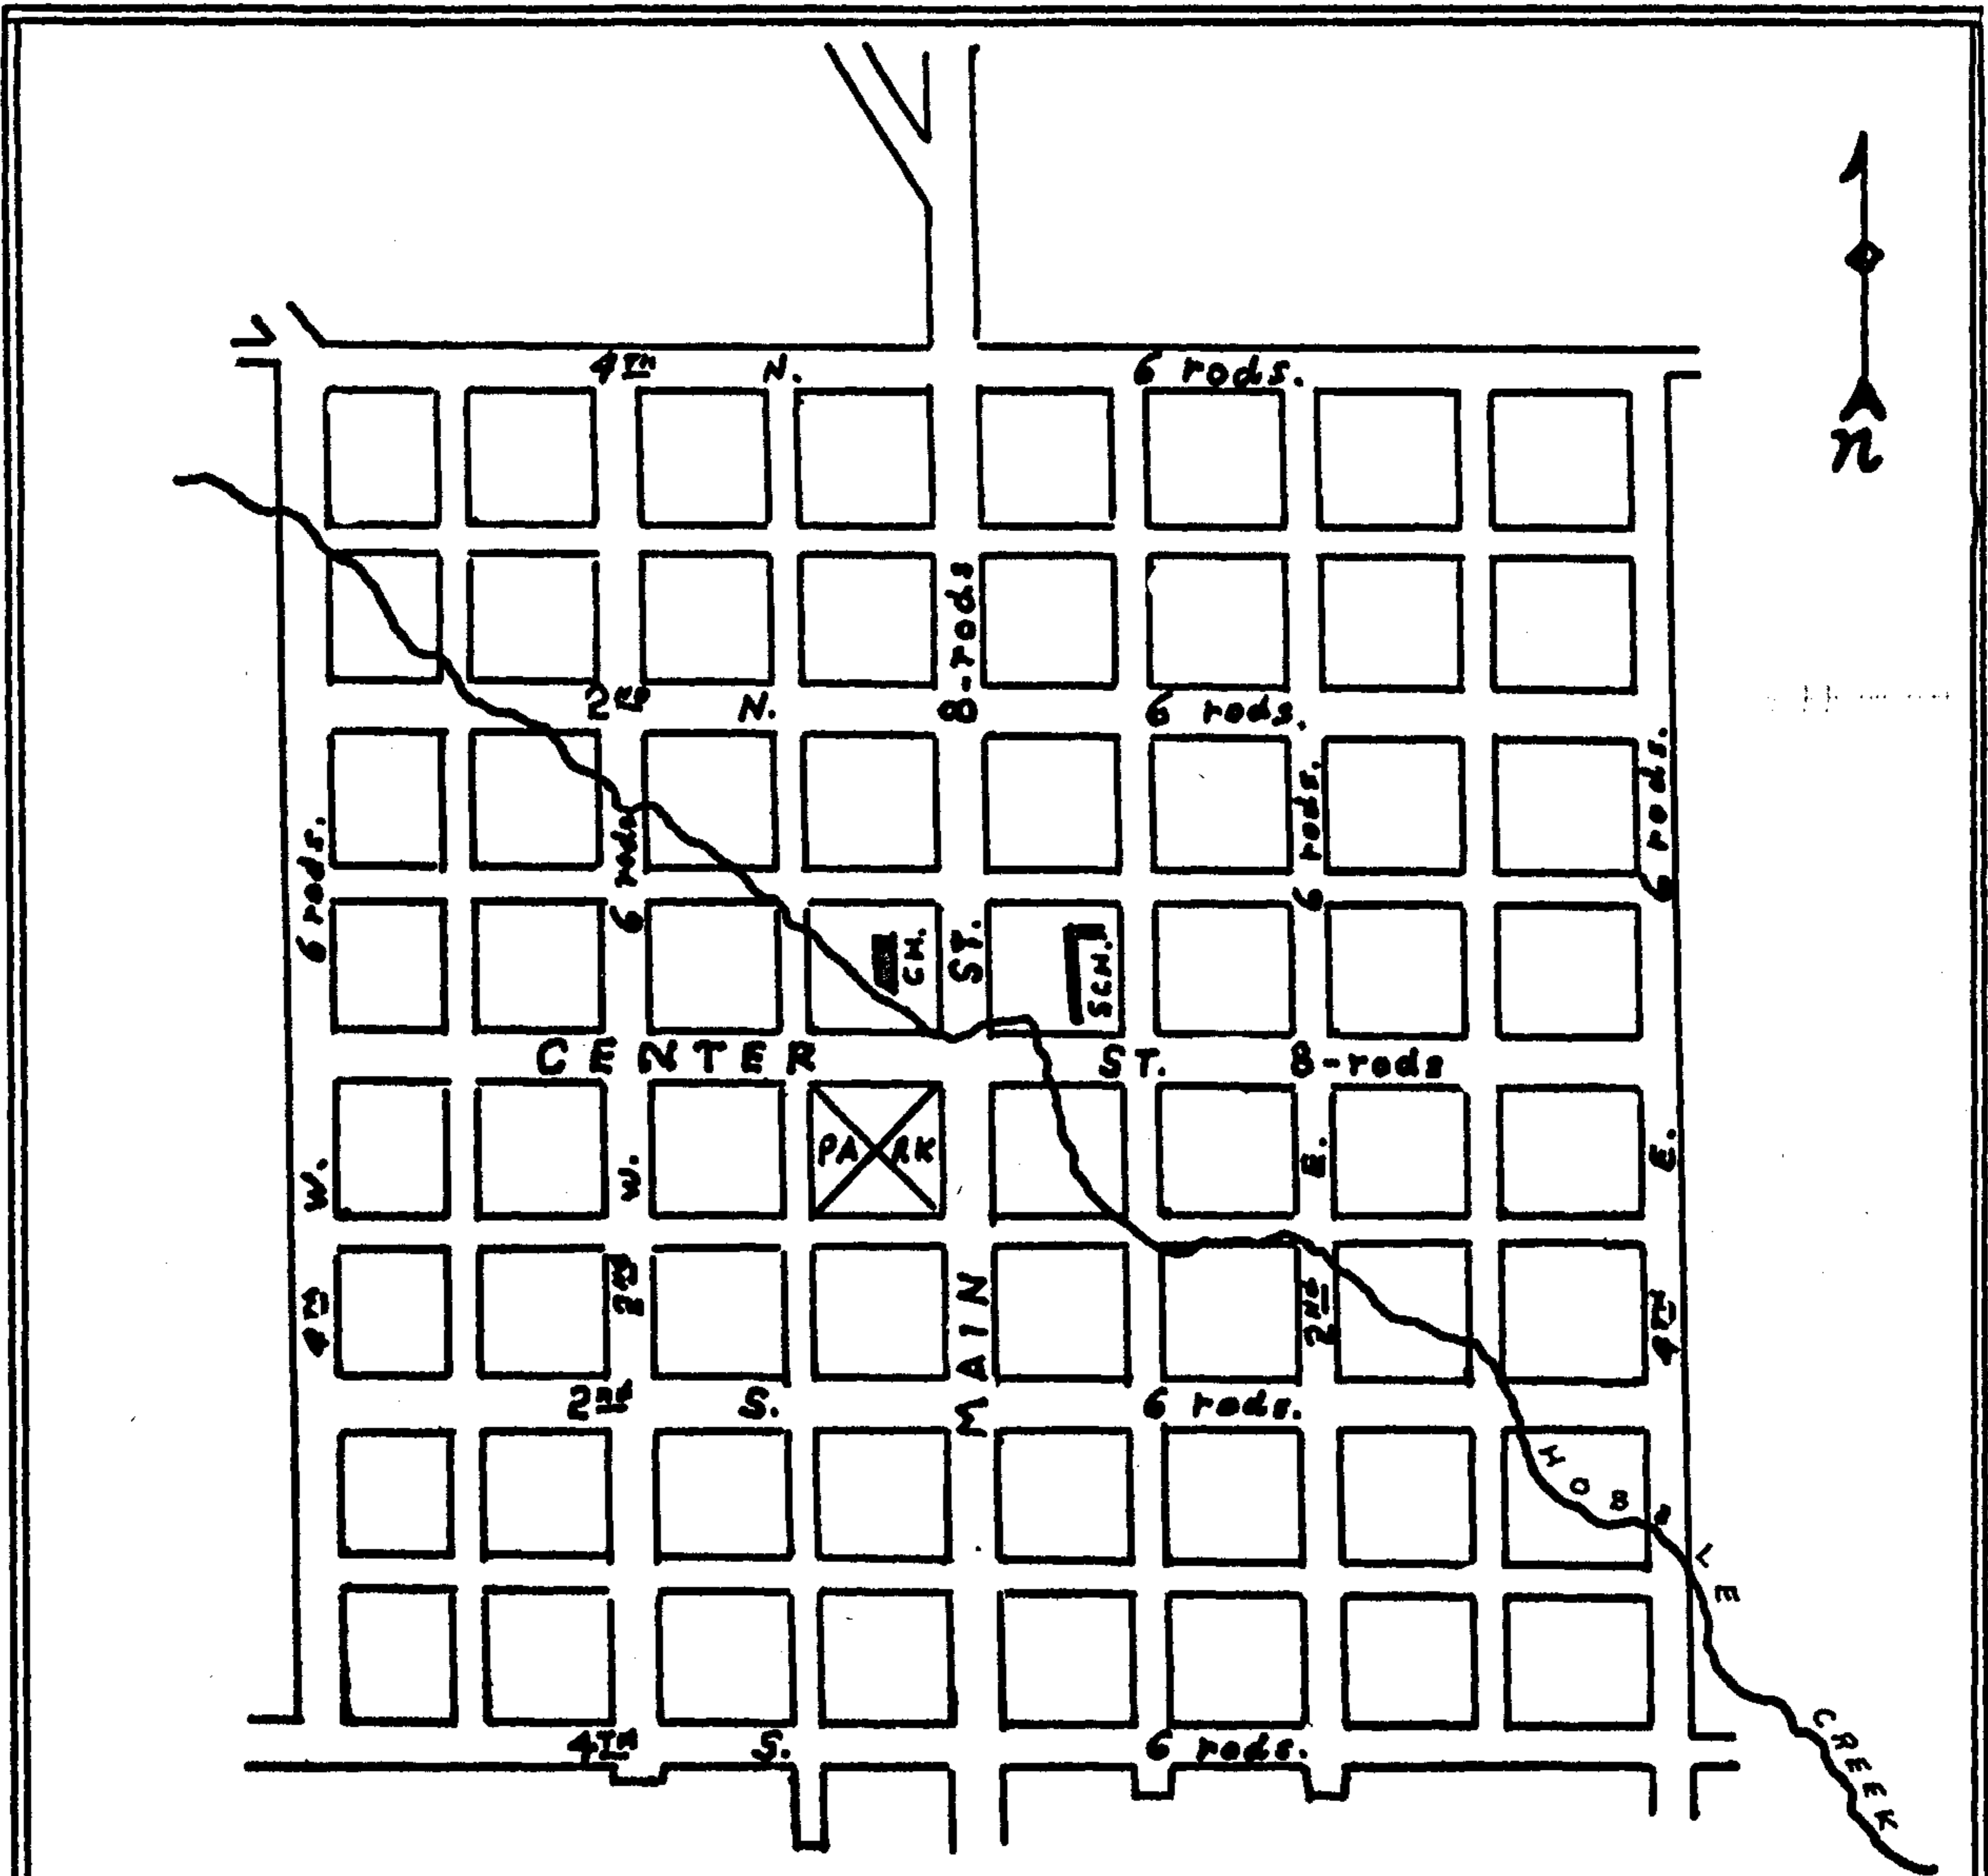 n
4TH N. 6 rods.
8-rods
2ND N. 6 rods.
6 rods.
6 rods
6 rods.
6 rods.
CH.
ST.
SCH.
CENTER ST. 8-rods
PARK
W.
W.
E.
E.
4TH
2ND
MAIN
2ND
4TH
2nd S. 6 rods.
HOBBLE CREEK
4TH S. 6 rods.